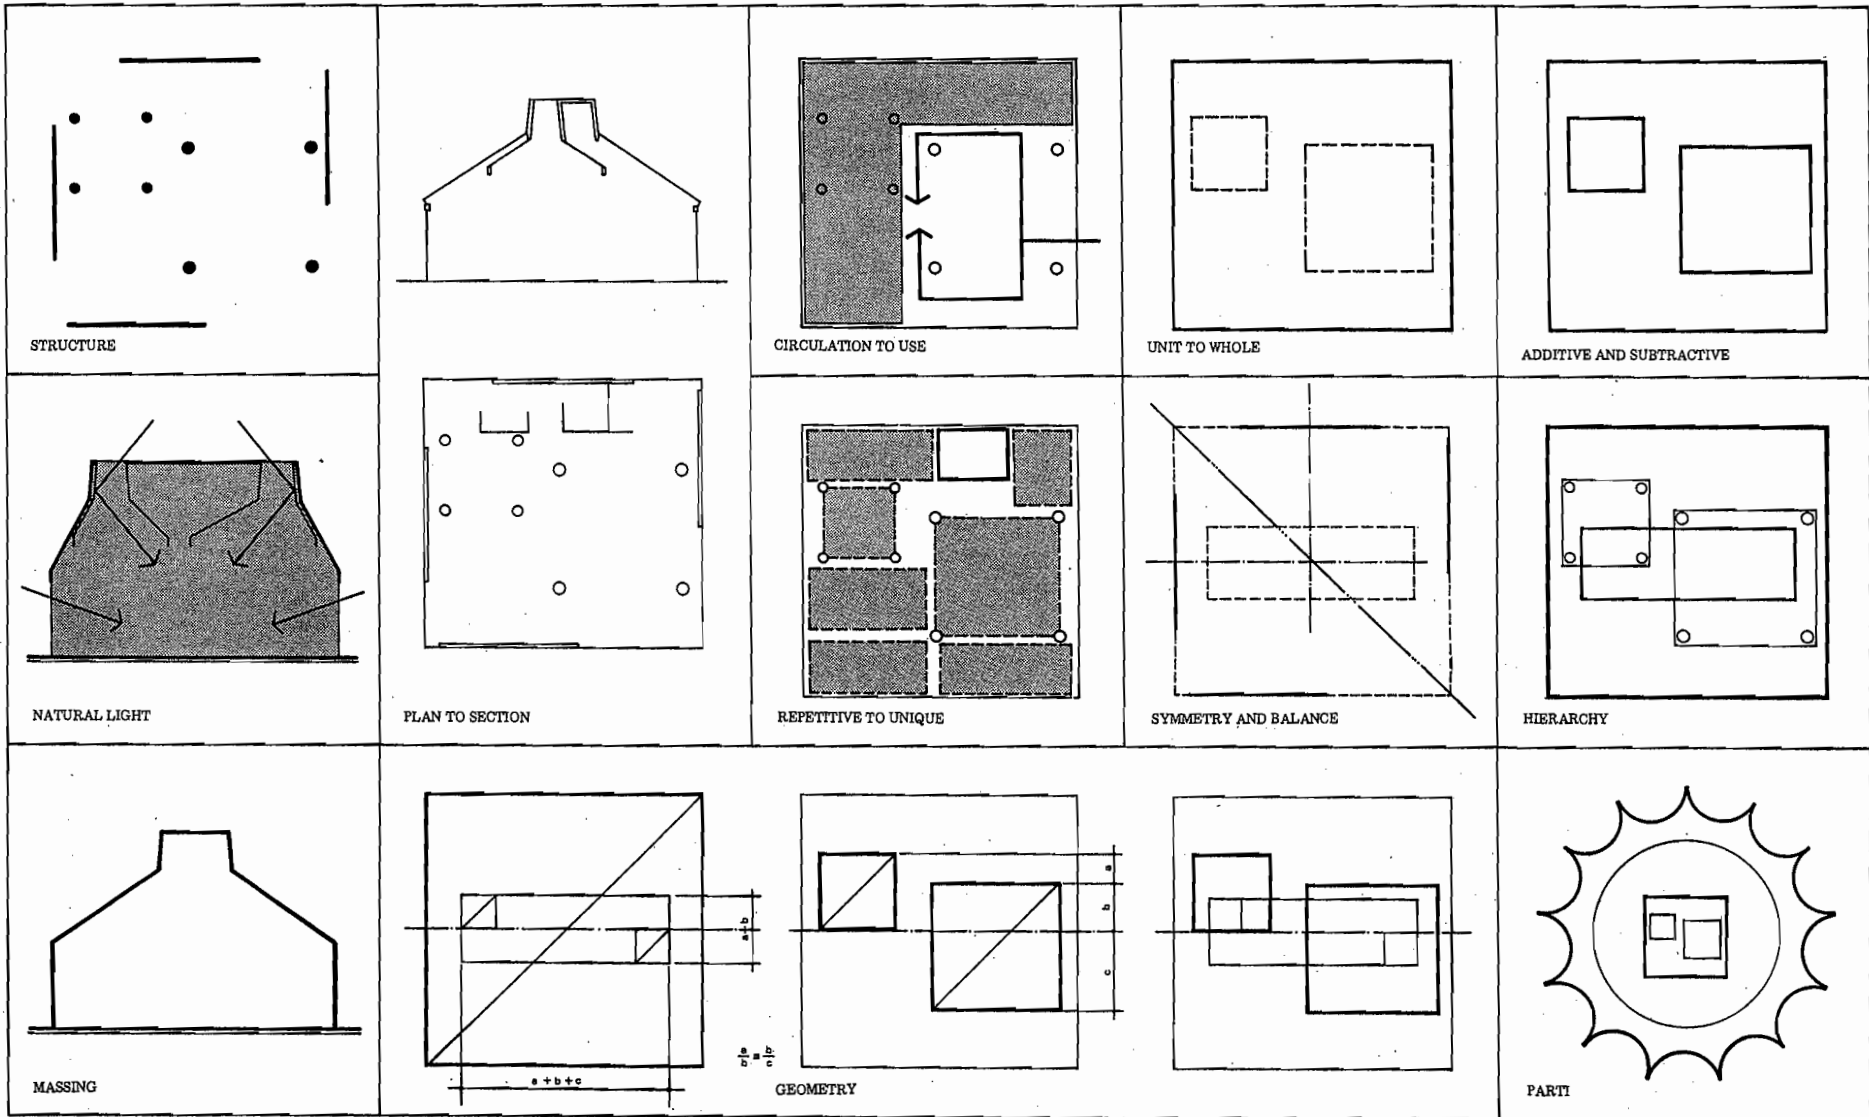 STRUCTURE
CIRCULATION TO USE
UNIT TO WHOLE
ADDITIVE AND SUBTRACTIVE
NATURAL LIGHT
PLAN TO SECTION
REPETITIVE TO UNIQUE
SYMMETRY AND BALANCE
HIERARCHY
MASSING
a+b
a + b + c
a/b = b/c
a
b
c
GEOMETRY
PARTI